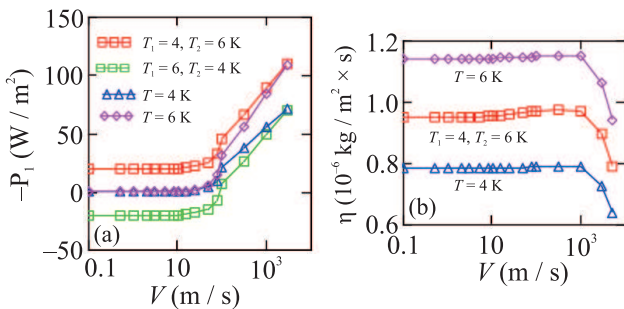 T₁ = 4, T₂ = 6 K
T₁ = 6, T₂ = 4 K
T = 4 K
T = 6 K
−P₁ (W / m²)
150
100
50
0
−50
(a)
0.1
10
10³
V (m / s)
η (10⁻⁶ kg / m² × s)
1.2
1.0
0.8
0.6
T = 6 K
T₁ = 4, T₂ = 6 K
T = 4 K
(b)
0.1
10
10³
V (m / s)